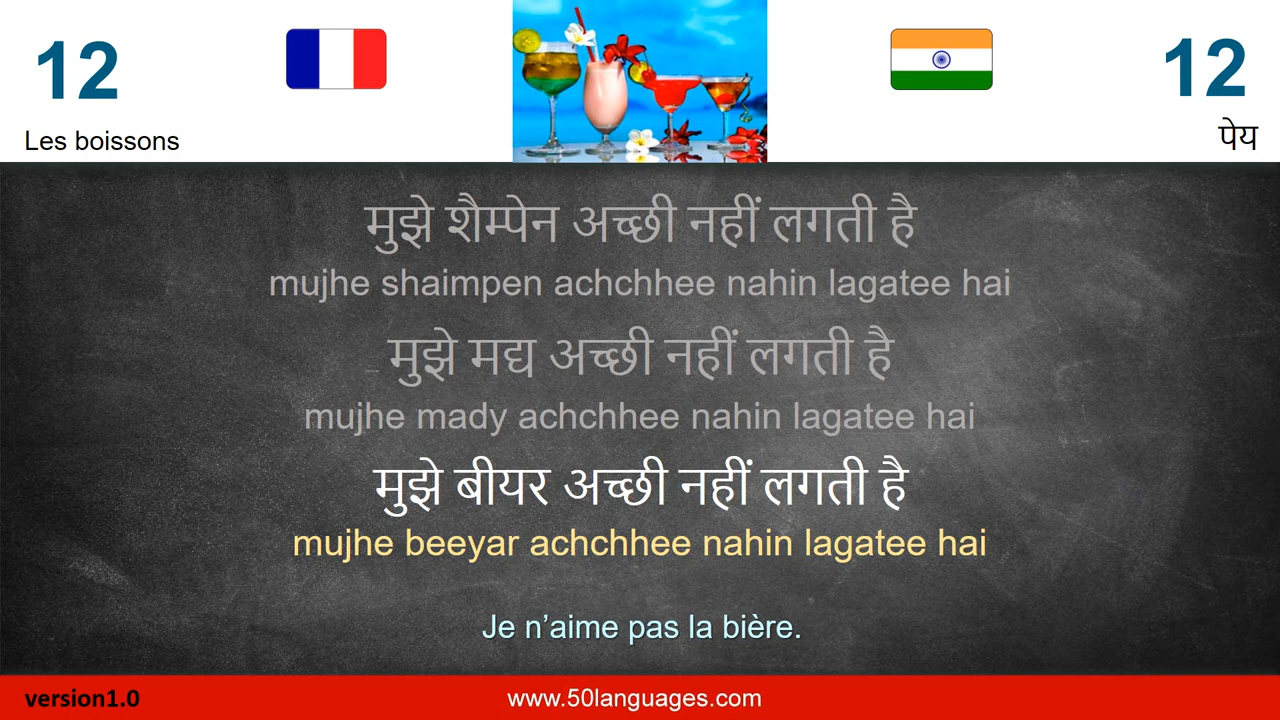 12
12
Les boissons
पेय
मुझे शैम्पेन अच्छी नहीं लगती है
mujhe shaimpen achchhee nahin lagatee hai
मुझे मद्य अच्छी नहीं लगती है
mujhe mady achchhee nahin lagatee hai
मुझे बीयर अच्छी नहीं लगती है
mujhe beeyar achchhee nahin lagatee hai
Je n’aime pas la bière.
version1.0
www.50languages.com